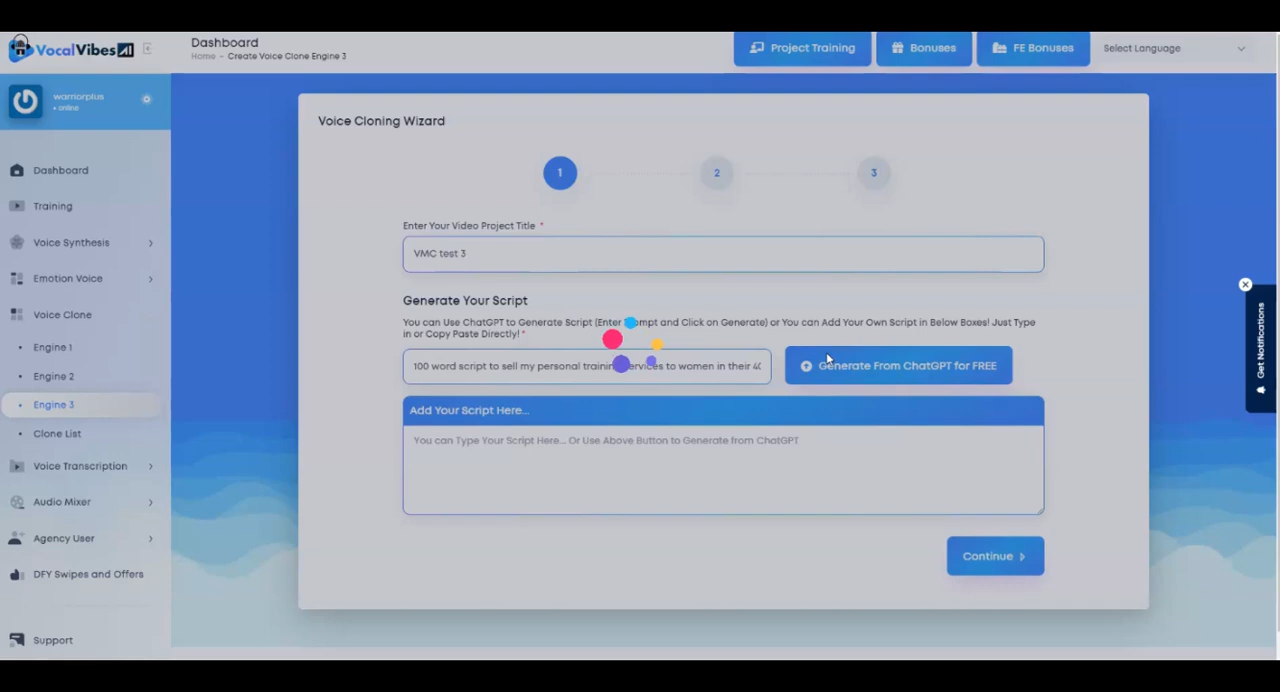 VocalVibes AI
Dashboard
Home - Create Voice Clone Engine 3
Project Training
Bonuses
FE Bonuses
Select Language
warriorplus
• online
Dashboard
Training
Voice Synthesis
Emotion Voice
Voice Clone
Engine 1
Engine 2
Engine 3
Clone List
Voice Transcription
Audio Mixer
Agency User
DFY Swipes and Offers
Support
Voice Cloning Wizard
1
2
3
Enter Your Video Project Title *
VMC test 3
Generate Your Script
You can Use ChatGPT to Generate Script (Enter Prompt and Click on Generate) or You can Add Your Own Script in Below Boxes! Just Type
in or Copy Paste Directly! *
100 word script to sell my personal training services to women in their 40
Generate From ChatGPT for FREE
Add Your Script Here...
You can Type Your Script Here... Or Use Above Button to Generate from ChatGPT
Continue
Get Notifications